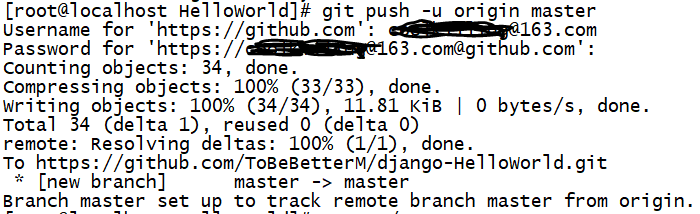 [root@localhost HelloWorld]# git push -u origin master
Username for 'https://github.com': @163.com
Password for 'https://@163.com@github.com':
Counting objects: 34, done.
Compressing objects: 100% (33/33), done.
Writing objects: 100% (34/34), 11.81 KiB | 0 bytes/s, done.
Total 34 (delta 1), reused 0 (delta 0)
remote: Resolving deltas: 100% (1/1), done.
To https://github.com/ToBeBetterM/django-HelloWorld.git
 * [new branch]      master -> master
Branch master set up to track remote branch master from origin.